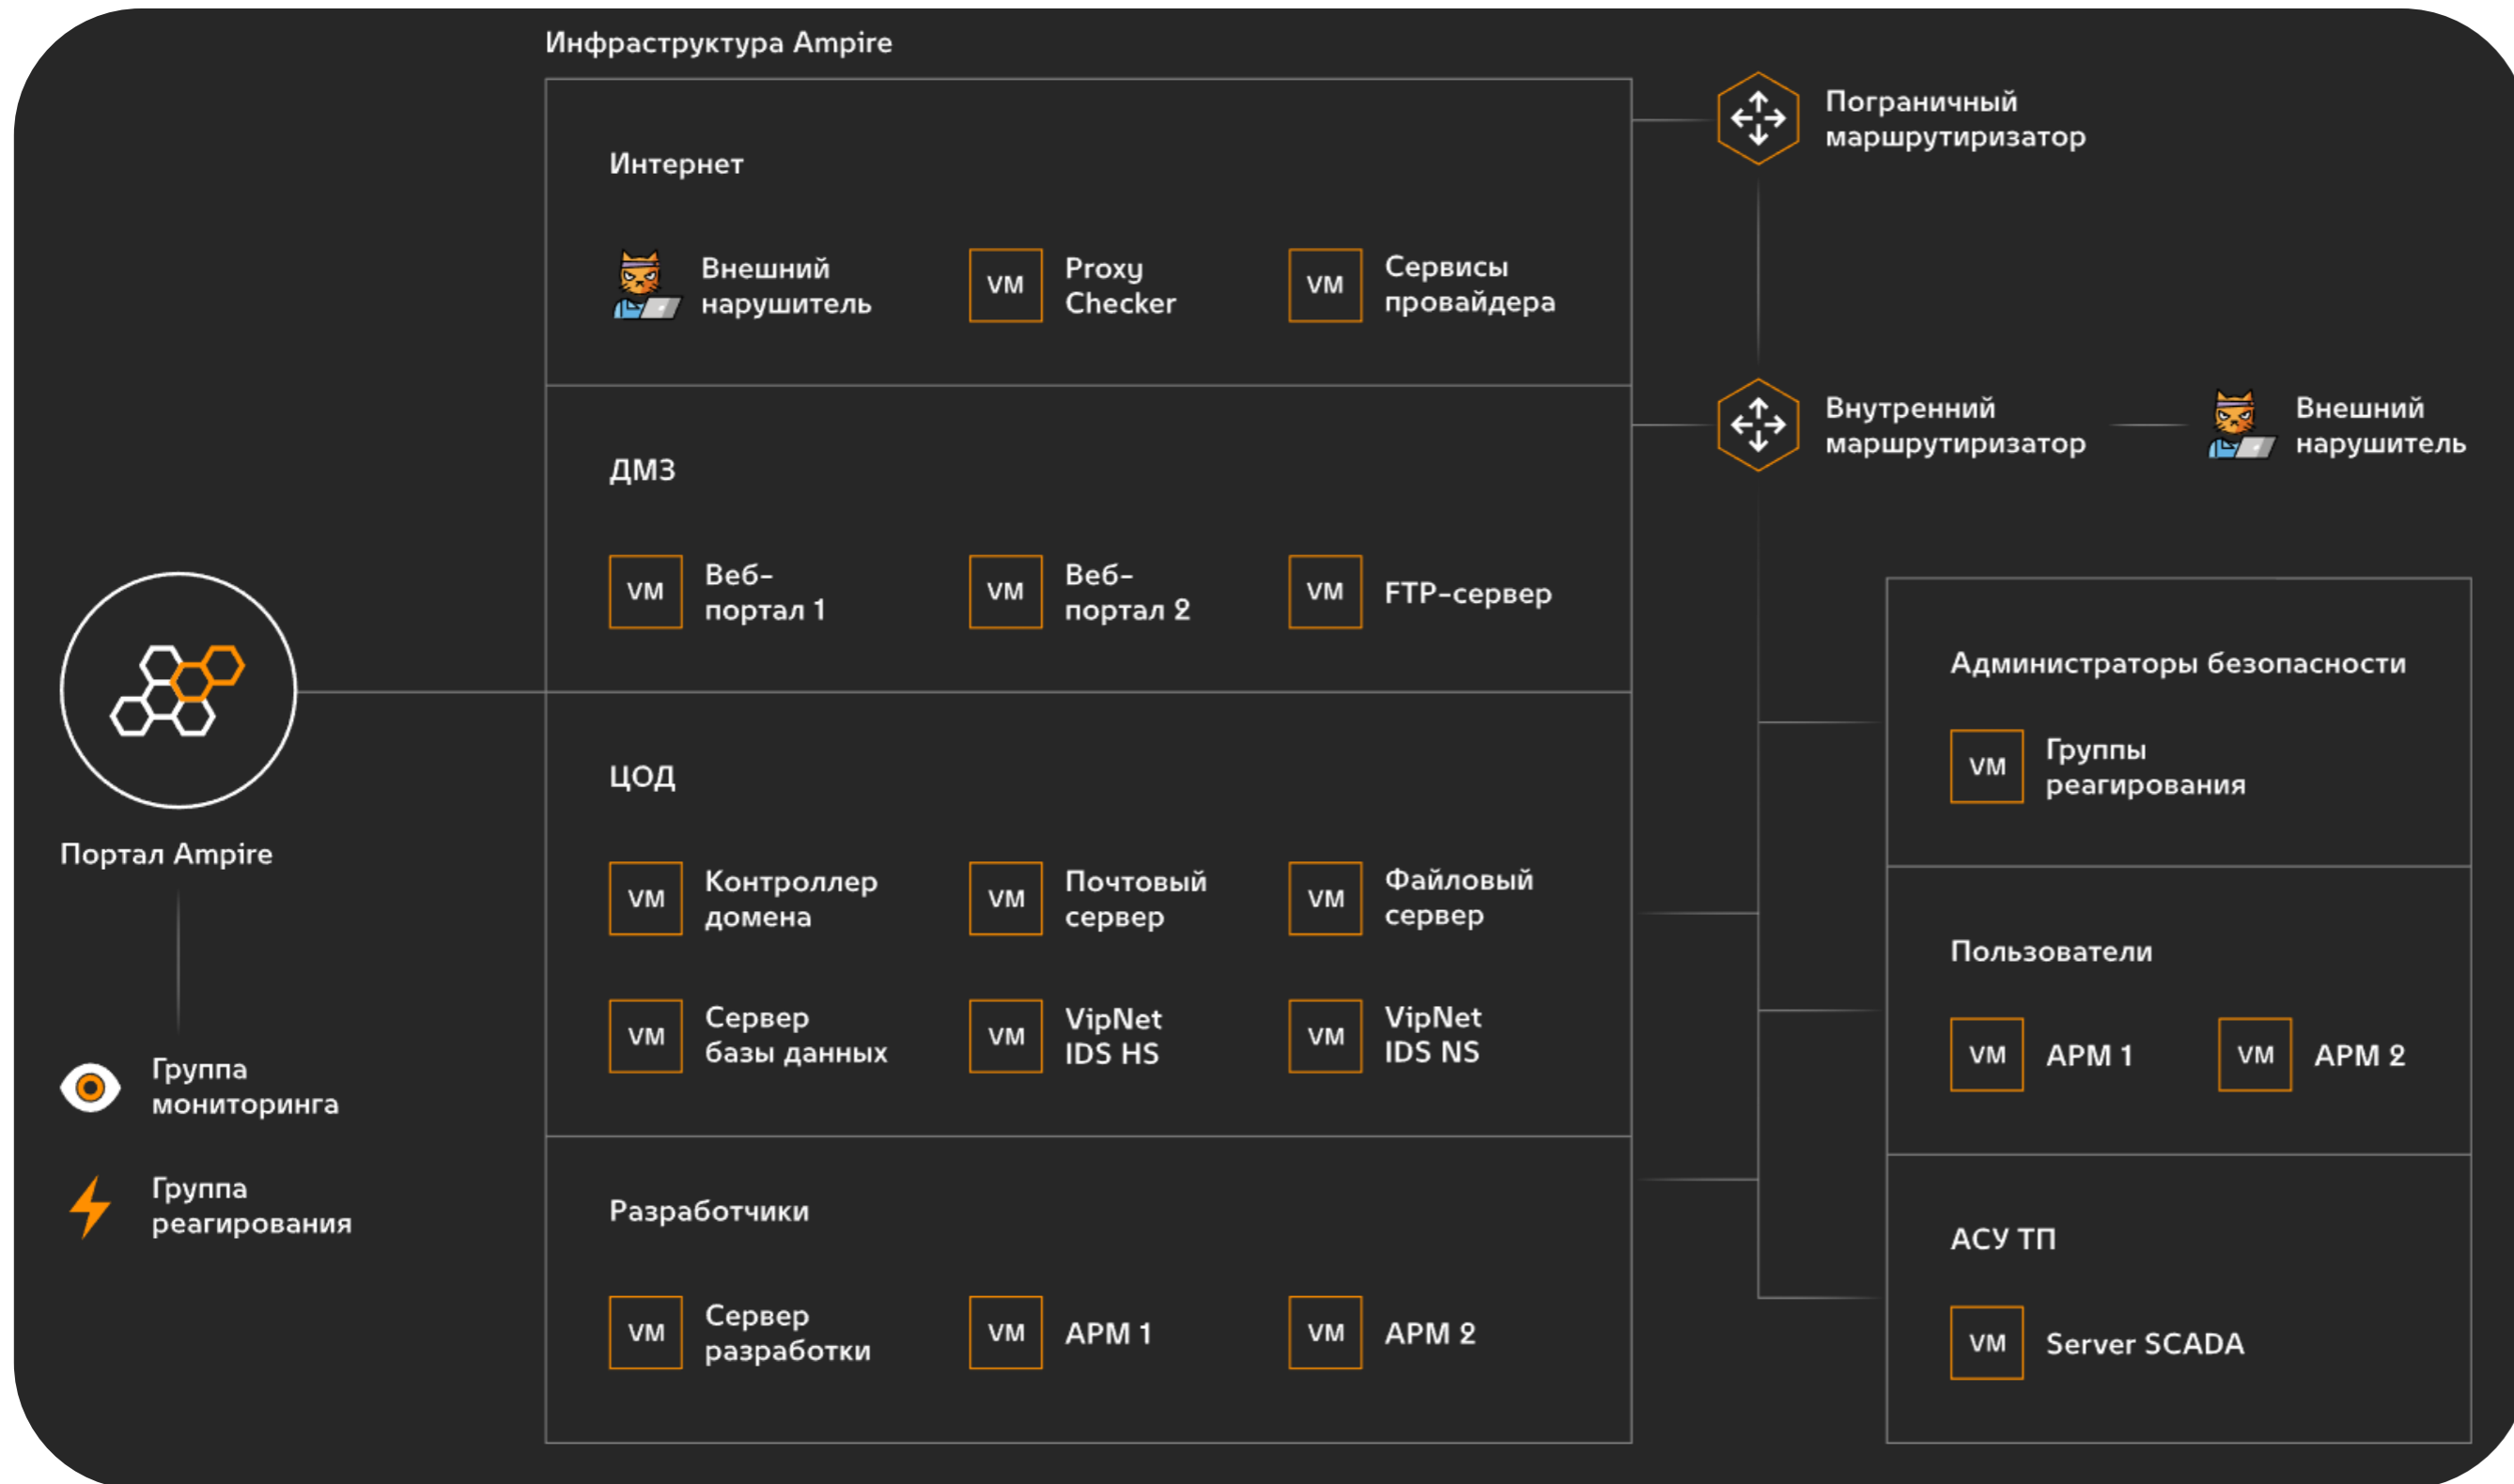 Инфраструктура Ampire
Интернет
Внешний
нарушитель
VM
Proxy
Checker
VM
Сервисы
провайдера
Пограничный
маршрутиризатор
ДМЗ
VM
Веб-
портал 1
VM
Веб-
портал 2
VM
FTP-сервер
Внутренний
маршрутиризатор
Внешний
нарушитель
Портал Ampire
Группа
мониторинга
Группа
реагирования
ЦОД
VM
Контроллер
домена
VM
Почтовый
сервер
VM
Файловый
сервер
VM
Сервер
базы данных
VM
VipNet
IDS HS
VM
VipNet
IDS NS
Разработчики
VM
Сервер
разработки
VM
АРМ 1
VM
АРМ 2
Администраторы безопасности
VM
Группы
реагирования
Пользователи
VM
АРМ 1
VM
АРМ 2
АСУ ТП
VM
Server SCADA